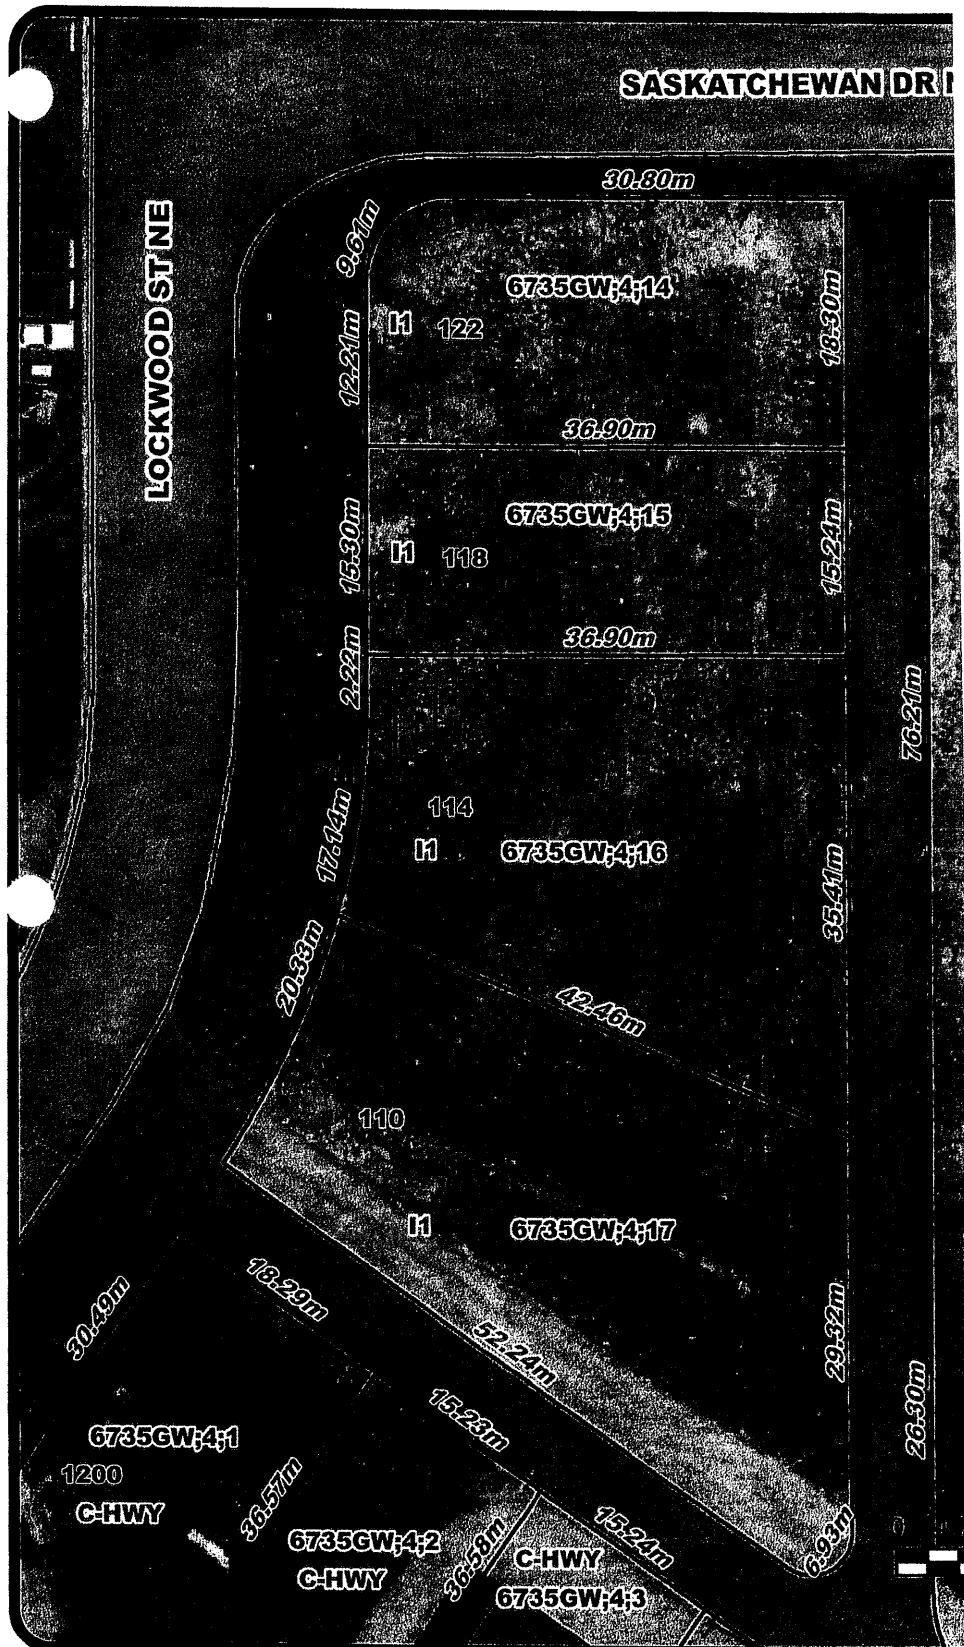 SASKATCHEWAN DR
30.80m
LOCKWOOD ST NE
9.61m
6735GW;4;14
I1 122
12.21m
18.30m
36.90m
6735GW;4;15
I1 118
15.30m
15.24m
36.90m
2.22m
76.21m
114
I1 6735GW;4;16
17.14m
35.41m
20.33m
42.46m
110
I1 6735GW;4;17
18.29m
30.49m
52.24m
29.32m
15.23m
26.30m
6735GW;4;1
1200
C-HWY
36.57m
6735GW;4;2
C-HWY
36.58m
15.24m
C-HWY
6735GW;4;3
6.93m